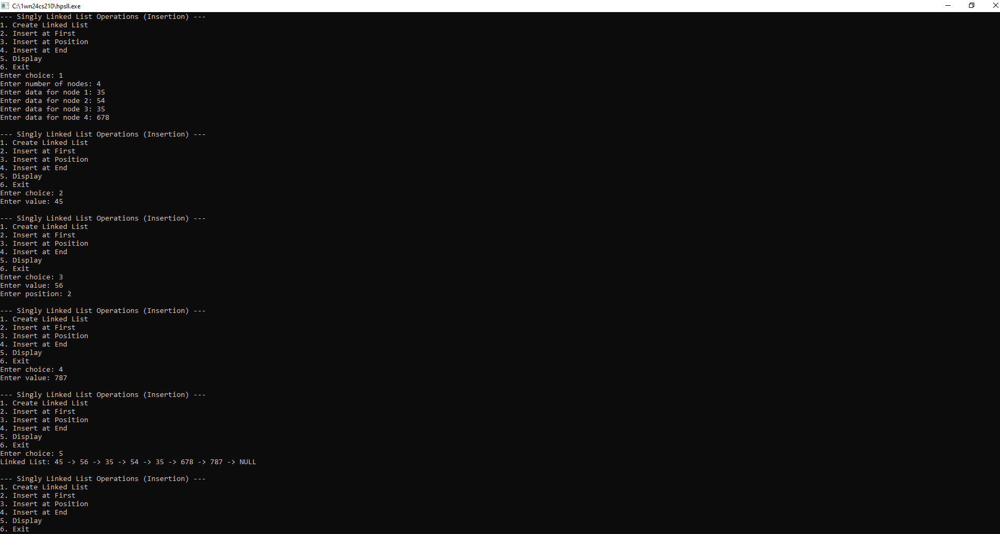 C:\1wn24cs210\hpsll.exe
--- Singly Linked List Operations (Insertion) ---
1. Create Linked List
2. Insert at First
3. Insert at Position
4. Insert at End
5. Display
6. Exit
Enter choice: 1
Enter number of nodes: 4
Enter data for node 1: 35
Enter data for node 2: 54
Enter data for node 3: 35
Enter data for node 4: 678
--- Singly Linked List Operations (Insertion) ---
1. Create Linked List
2. Insert at First
3. Insert at Position
4. Insert at End
5. Display
6. Exit
Enter choice: 2
Enter value: 45
--- Singly Linked List Operations (Insertion) ---
1. Create Linked List
2. Insert at First
3. Insert at Position
4. Insert at End
5. Display
6. Exit
Enter choice: 3
Enter value: 56
Enter position: 2
--- Singly Linked List Operations (Insertion) ---
1. Create Linked List
2. Insert at First
3. Insert at Position
4. Insert at End
5. Display
6. Exit
Enter choice: 4
Enter value: 787
--- Singly Linked List Operations (Insertion) ---
1. Create Linked List
2. Insert at First
3. Insert at Position
4. Insert at End
5. Display
6. Exit
Enter choice: 5
Linked List: 45 -> 56 -> 35 -> 54 -> 35 -> 678 -> 787 -> NULL
--- Singly Linked List Operations (Insertion) ---
1. Create Linked List
2. Insert at First
3. Insert at Position
4. Insert at End
5. Display
6. Exit